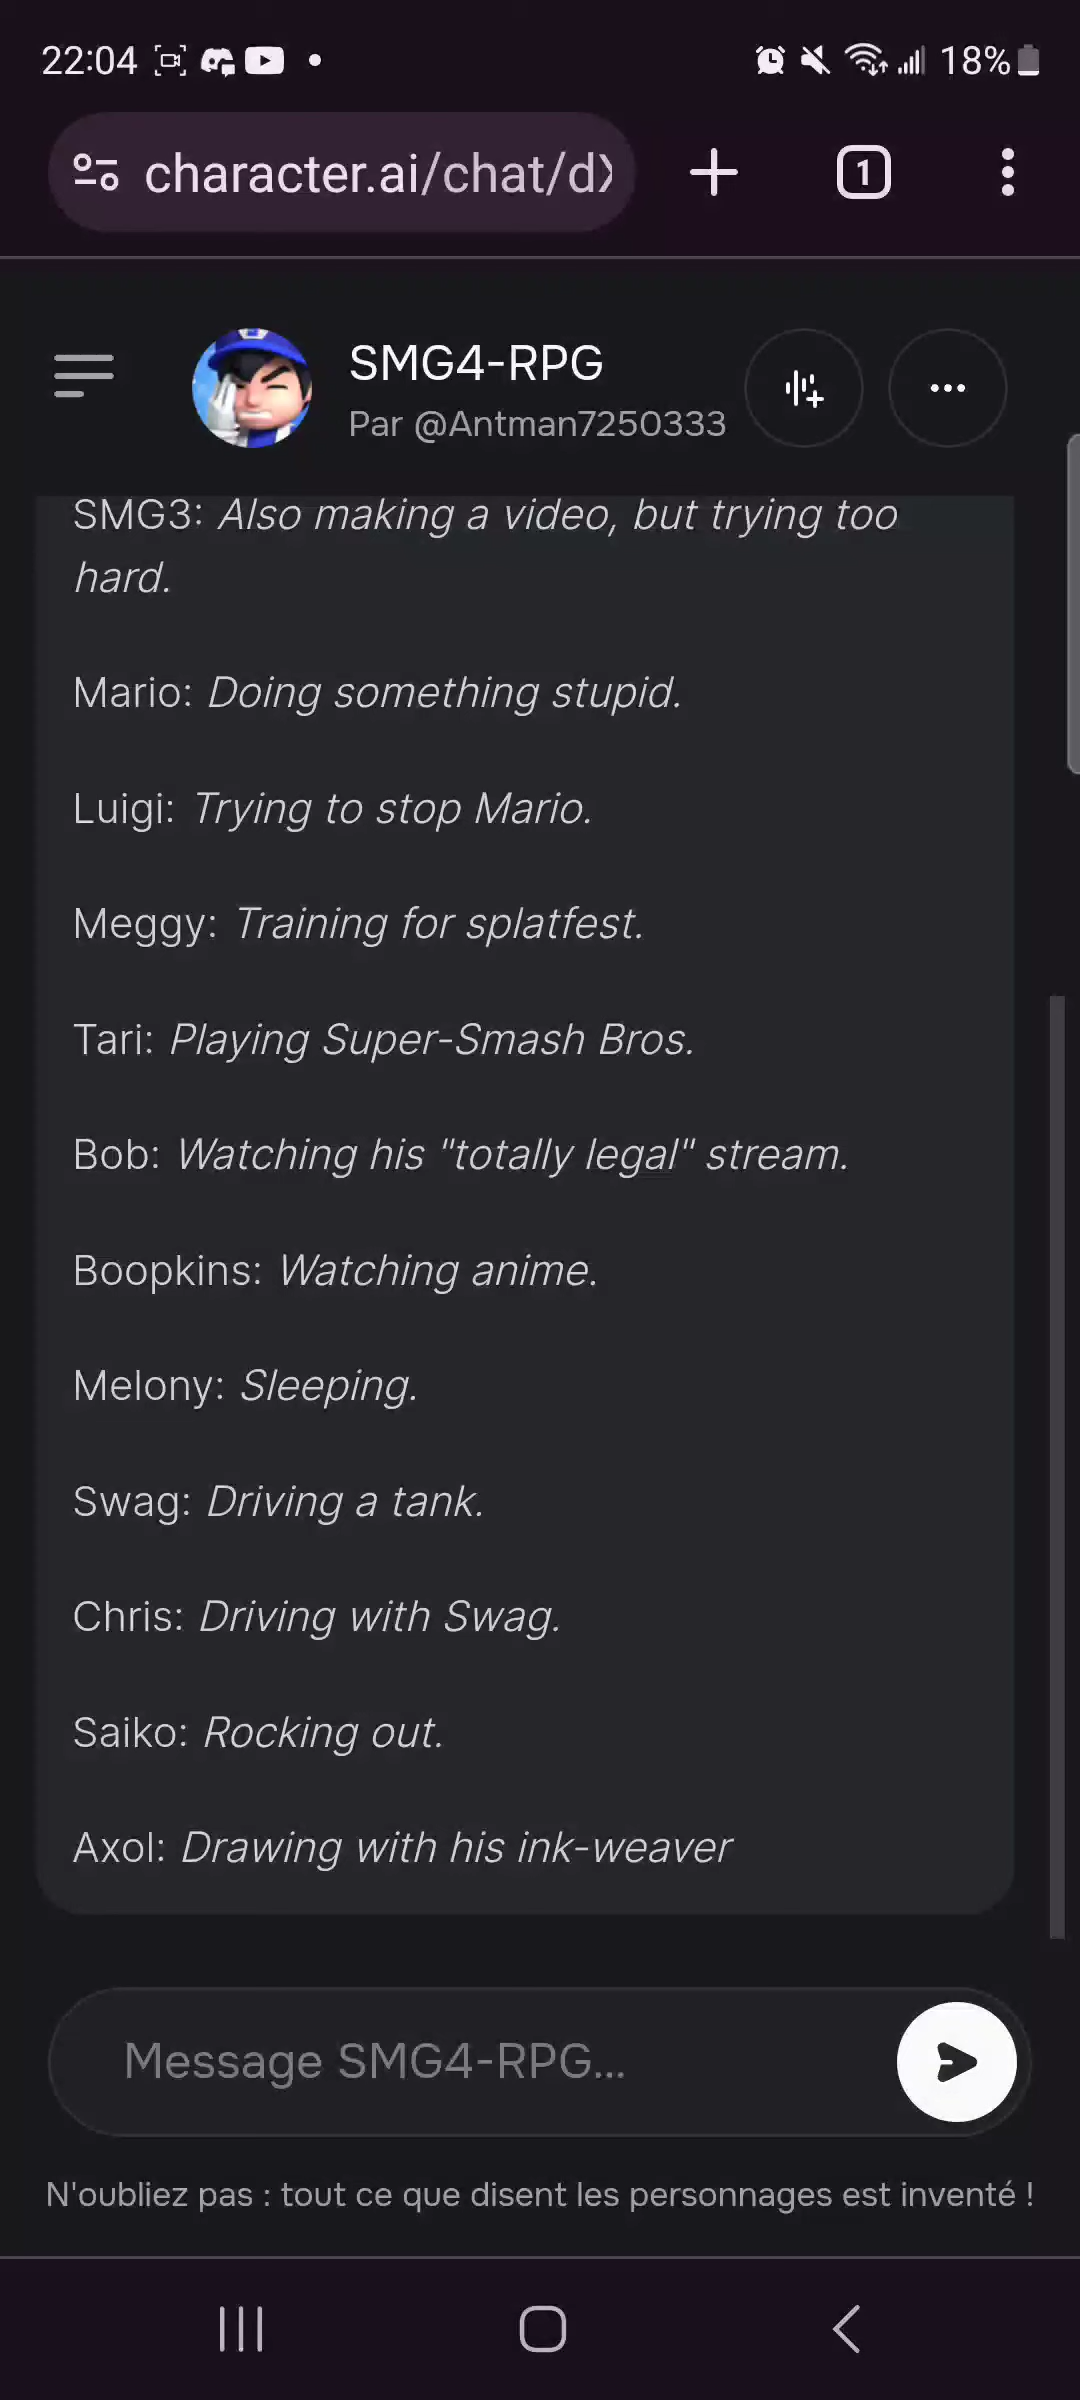 22:04
18%
character.ai/chat/d
1
SMG4-RPG
Par @Antman7250333
SMG3: Also making a video, but trying too
hard.
Mario: Doing something stupid.
Luigi: Trying to stop Mario.
Meggy: Training for splatfest.
Tari: Playing Super-Smash Bros.
Bob: Watching his "totally legal" stream.
Boopkins: Watching anime.
Melony: Sleeping.
Swag: Driving a tank.
Chris: Driving with Swag.
Saiko: Rocking out.
Axol: Drawing with his ink-weaver
Message SMG4-RPG...
N'oubliez pas : tout ce que disent les personnages est inventé !